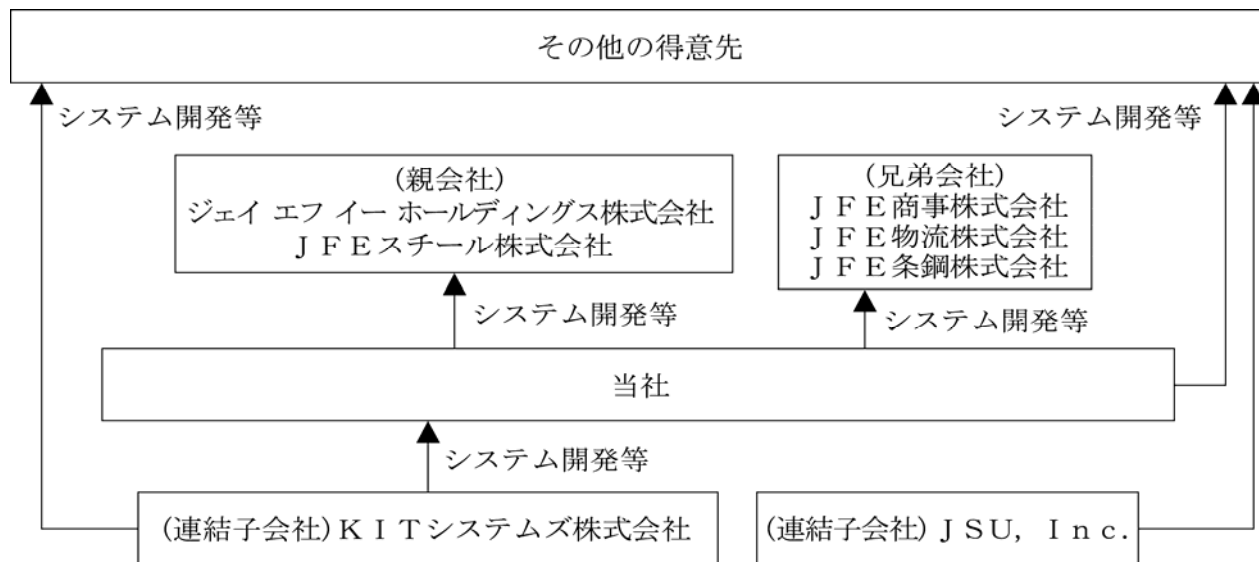 その他の得意先
システム開発等
システム開発等
(親会社)
ジェイ エフ イー ホールディングス株式会社
ＪＦＥスチール株式会社
(兄弟会社)
ＪＦＥ商事株式会社
ＪＦＥ物流株式会社
ＪＦＥ条鋼株式会社
システム開発等
システム開発等
当社
システム開発等
(連結子会社)ＫＩＴシステムズ株式会社
(連結子会社)ＪＳＵ, Ｉｎｃ.